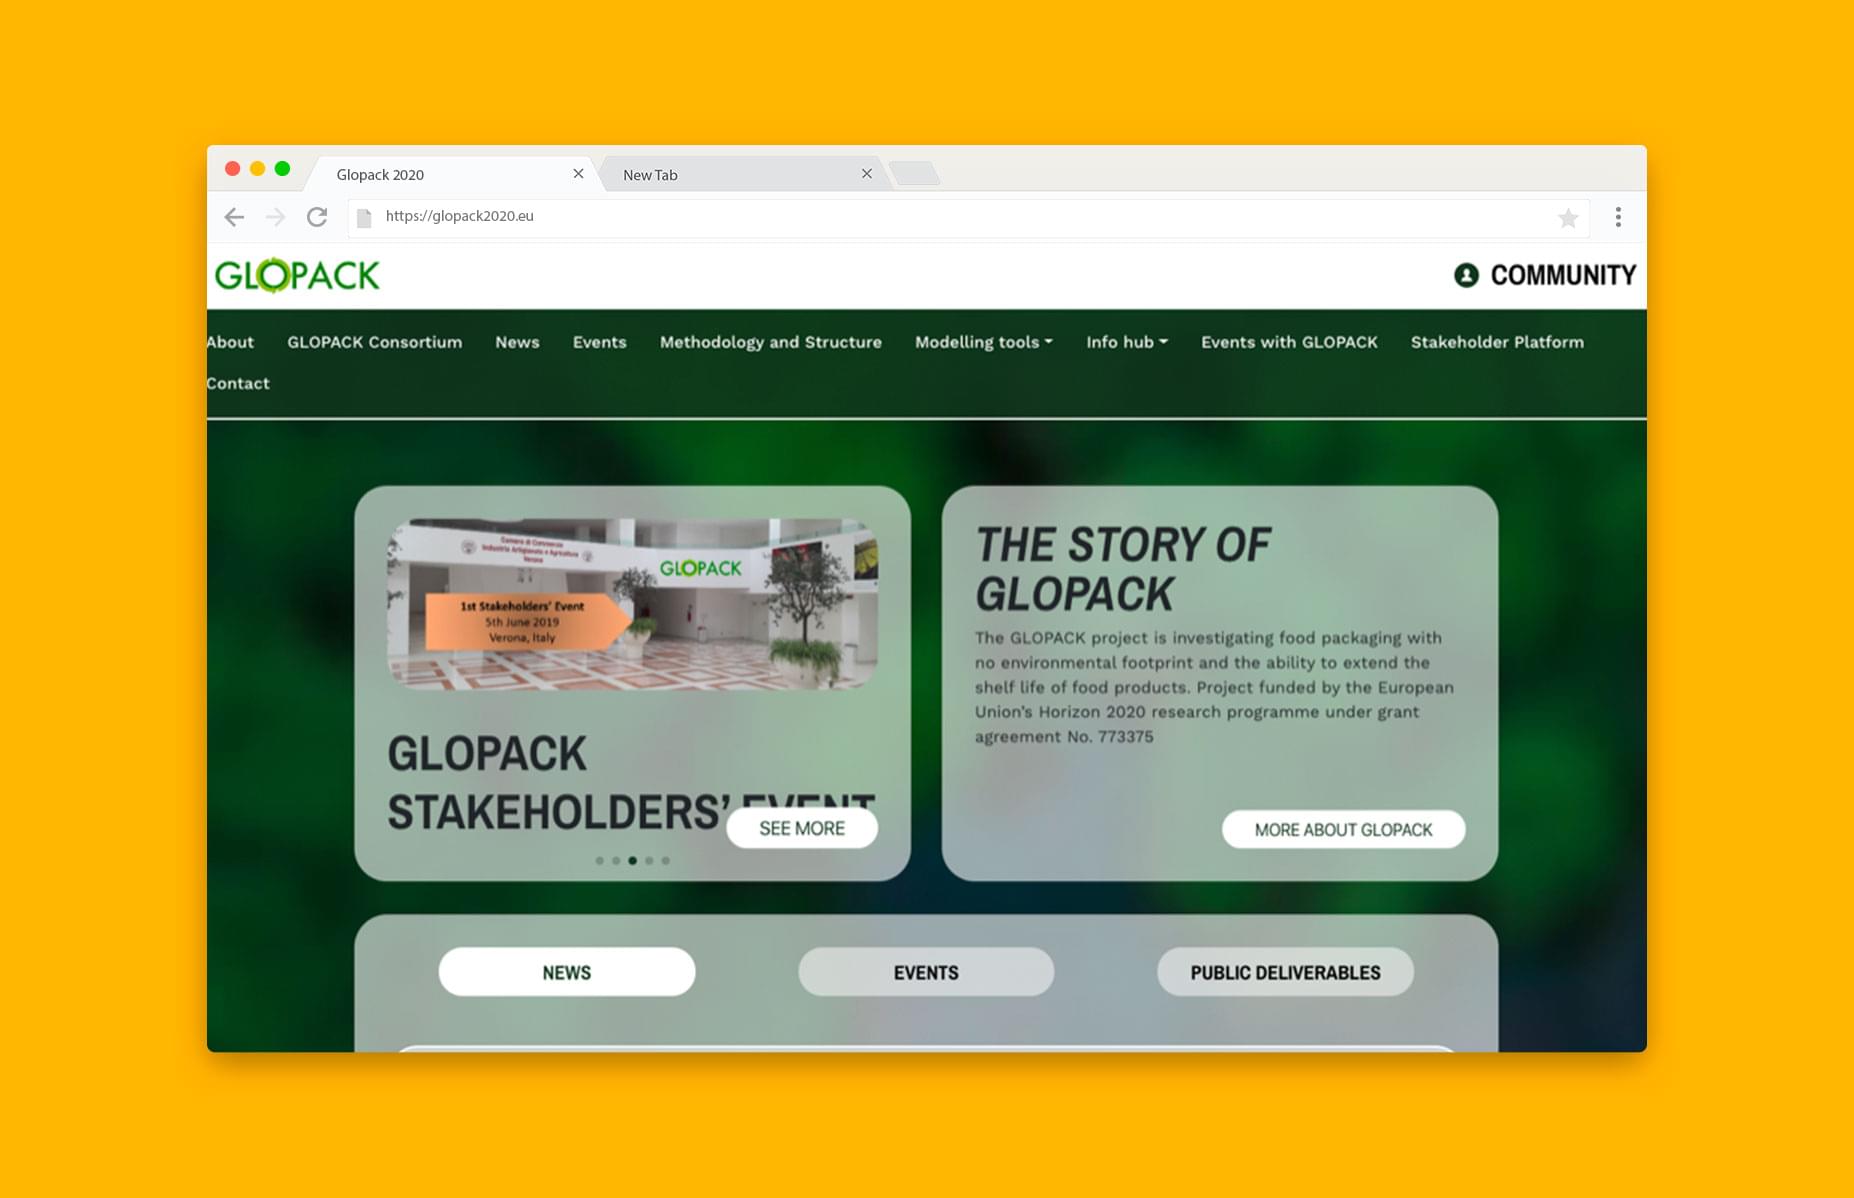 Glopack 2020
New Tab
https://glopack2020.eu
GLOPACK
COMMUNITY
About GLOPACK Consortium News Events Methodology and Structure Modelling tools Info hub Events with GLOPACK Stakeholder Platform
Contact
Camera di Commercio
Industria Artigianato e Agricoltura
Verona
GLOPACK
1st Stakeholders' Event
5th June 2019
Verona, Italy
GLOPACK
STAKEHOLDERS’ EVENT
SEE MORE
THE STORY OF
GLOPACK
The GLOPACK project is investigating food packaging with
no environmental footprint and the ability to extend the
shelf life of food products. Project funded by the European
Union’s Horizon 2020 research programme under grant
agreement No. 773375
MORE ABOUT GLOPACK
NEWS
EVENTS
PUBLIC DELIVERABLES